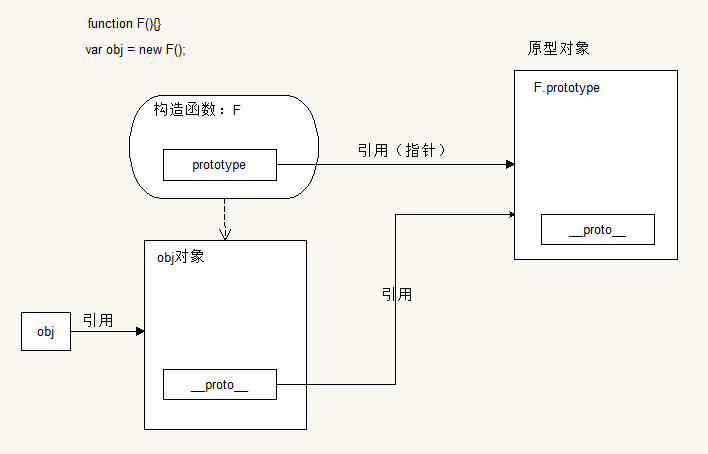 function F(){}
var obj = new F();
原型对象
F.prototype
构造函数：F
prototype
引用（指针）
__proto__
obj对象
引用
引用
obj
__proto__